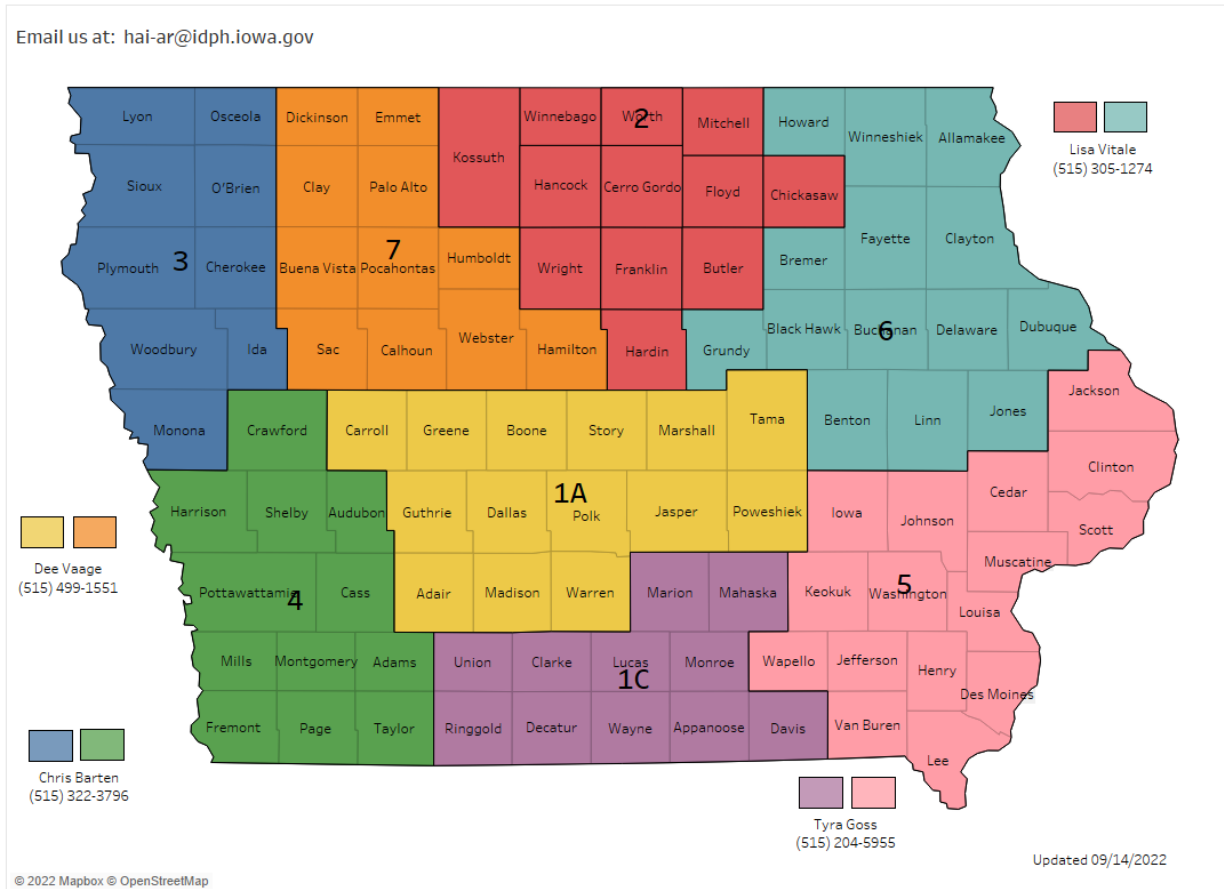 Email us at: hai-ar@idph.iowa.gov
Lyon Osceola Dickinson Emmet Winnebago Worth 2 Mitchell Howard Winneshiek Allamakee
Lisa Vitale
(515) 305-1274
Kossuth
Sioux O'Brien Clay Palo Alto Hancock Cerro Gordo Floyd Chickasaw
Fayette Clayton
Plymouth 3 Cherokee Buena Vista 7 Pocahontas Humboldt Wright Franklin Butler Bremer
Woodbury Ida Sac Calhoun Webster Hamilton Hardin Grundy Black Hawk Buchanan 6 Delaware Dubuque
Jackson
Monona Crawford Carroll Greene Boone Story Marshall Tama Benton Linn Jones
Clinton
Harrison Shelby Audubon Guthrie Dallas 1A Polk Jasper Poweshiek Iowa Johnson Cedar
Scott
Muscatine
Dee Vaage
(515) 499-1551
Pottawattamie 4 Cass Adair Madison Warren Marion Mahaska Keokuk Washington 5 Louisa
Mills Montgomery Adams Union Clarke Lucas 1C Monroe Wapello Jefferson Henry
Des Moines
Fremont Page Taylor Ringgold Decatur Wayne Appanoose Davis Van Buren
Lee
Chris Barten
(515) 322-3796
Tyra Goss
(515) 204-5955
Updated 09/14/2022
© 2022 Mapbox © OpenStreetMap